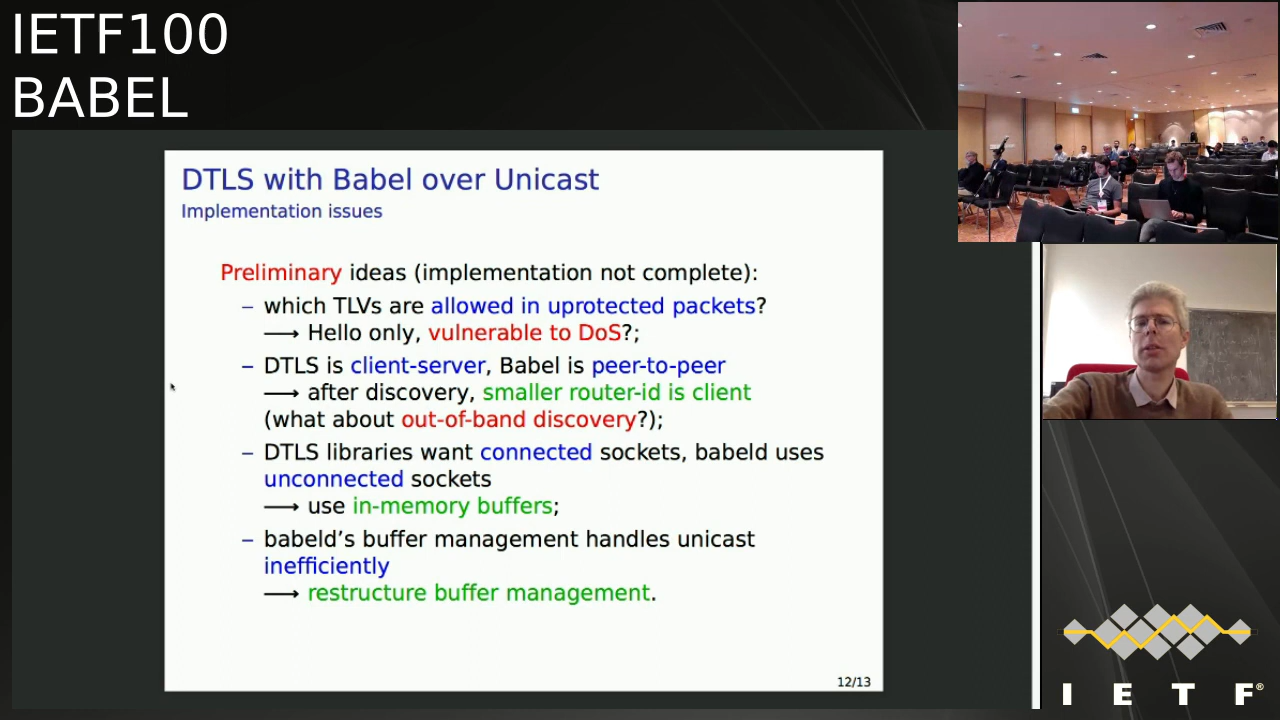 IETF100
BABEL
DTLS with Babel over Unicast
Implementation issues
Preliminary ideas (implementation not complete):
– which TLVs are allowed in uprotected packets?
⟶ Hello only, vulnerable to DoS?;
– DTLS is client-server, Babel is peer-to-peer
⟶ after discovery, smaller router-id is client
(what about out-of-band discovery?);
– DTLS libraries want connected sockets, babeld uses
unconnected sockets
⟶ use in-memory buffers;
– babeld's buffer management handles unicast
inefficiently
⟶ restructure buffer management.
12/13
I E T F®